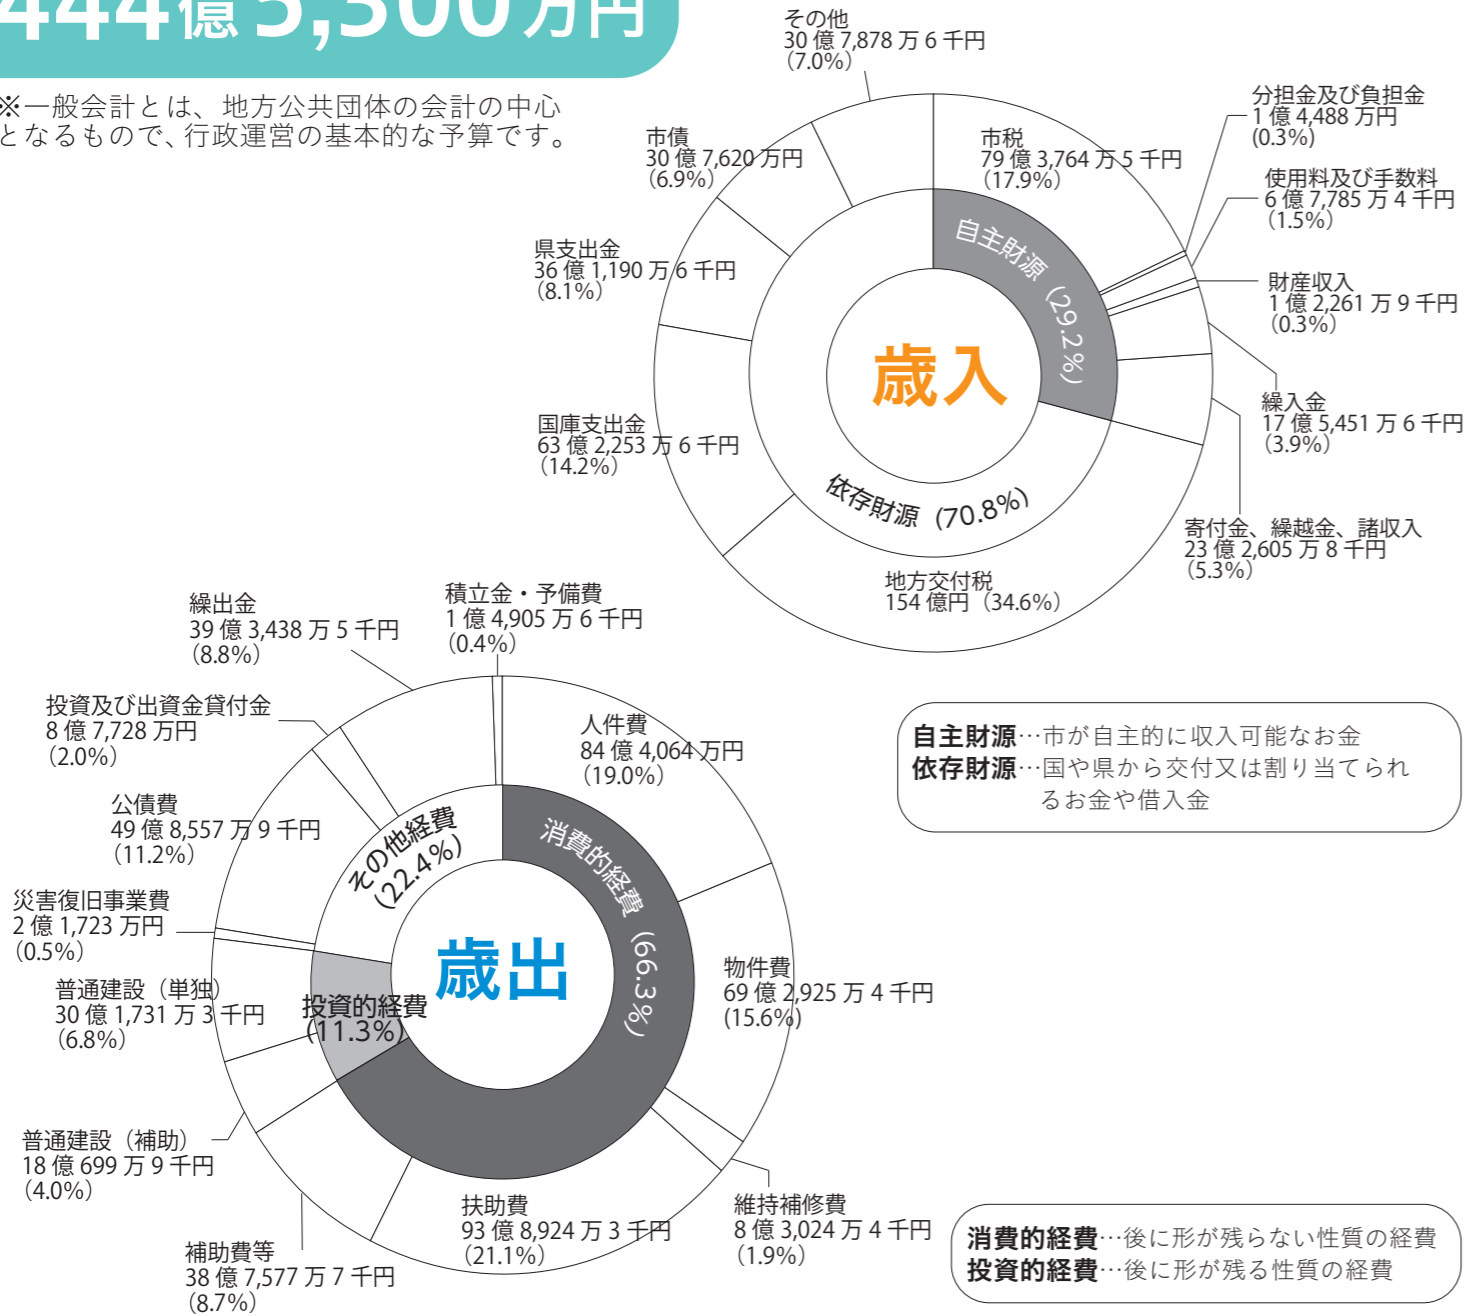 444億5,300万円
※一般会計とは、地方公共団体の会計の中心
となるもので、行政運営の基本的な予算です。
その他
30億7,878万6千円
（7.0%）
市債
30億7,620万円
（6.9%）
県支出金
36億1,190万6千円
（8.1%）
国庫支出金
63億2,253万6千円
（14.2%）
市税
79億3,764万5千円
（17.9%）
分担金及び負担金
1億4,488万円
(0.3%)
使用料及び手数料
6億7,785万4千円
（1.5%）
財産収入
1億2,261万9千円
（0.3%）
繰入金
17億5,451万6千円
（3.9%）
寄付金、繰越金、諸収入
23億2,605万8千円
（5.3%）
地方交付税
154億円（34.6%）
自主財源（29.2%）
依存財源（70.8%）
歳入
自主財源…市が自主的に収入可能なお金
依存財源…国や県から交付又は割り当てられ
るお金や借入金
積立金・予備費
1億4,905万6千円
（0.4%）
繰出金
39億3,438万5千円
（8.8%）
投資及び出資金貸付金
8億7,728万円
（2.0%）
公債費
49億8,557万9千円
（11.2%）
災害復旧事業費
2億1,723万円
（0.5%）
普通建設（単独）
30億1,731万3千円
（6.8%）
普通建設（補助）
18億699万9千円
（4.0%）
補助費等
38億7,577万7千円
（8.7%）
扶助費
93億8,924万3千円
（21.1%）
維持補修費
8億3,024万4千円
（1.9%）
物件費
69億2,925万4千円
(15.6%)
人件費
84億4,064万円
（19.0%）
消費的経費（66.3%）
その他経費
（22.4%）
投資的経費
（11.3%）
歳出
消費的経費…後に形が残らない性質の経費
投資的経費…後に形が残る性質の経費